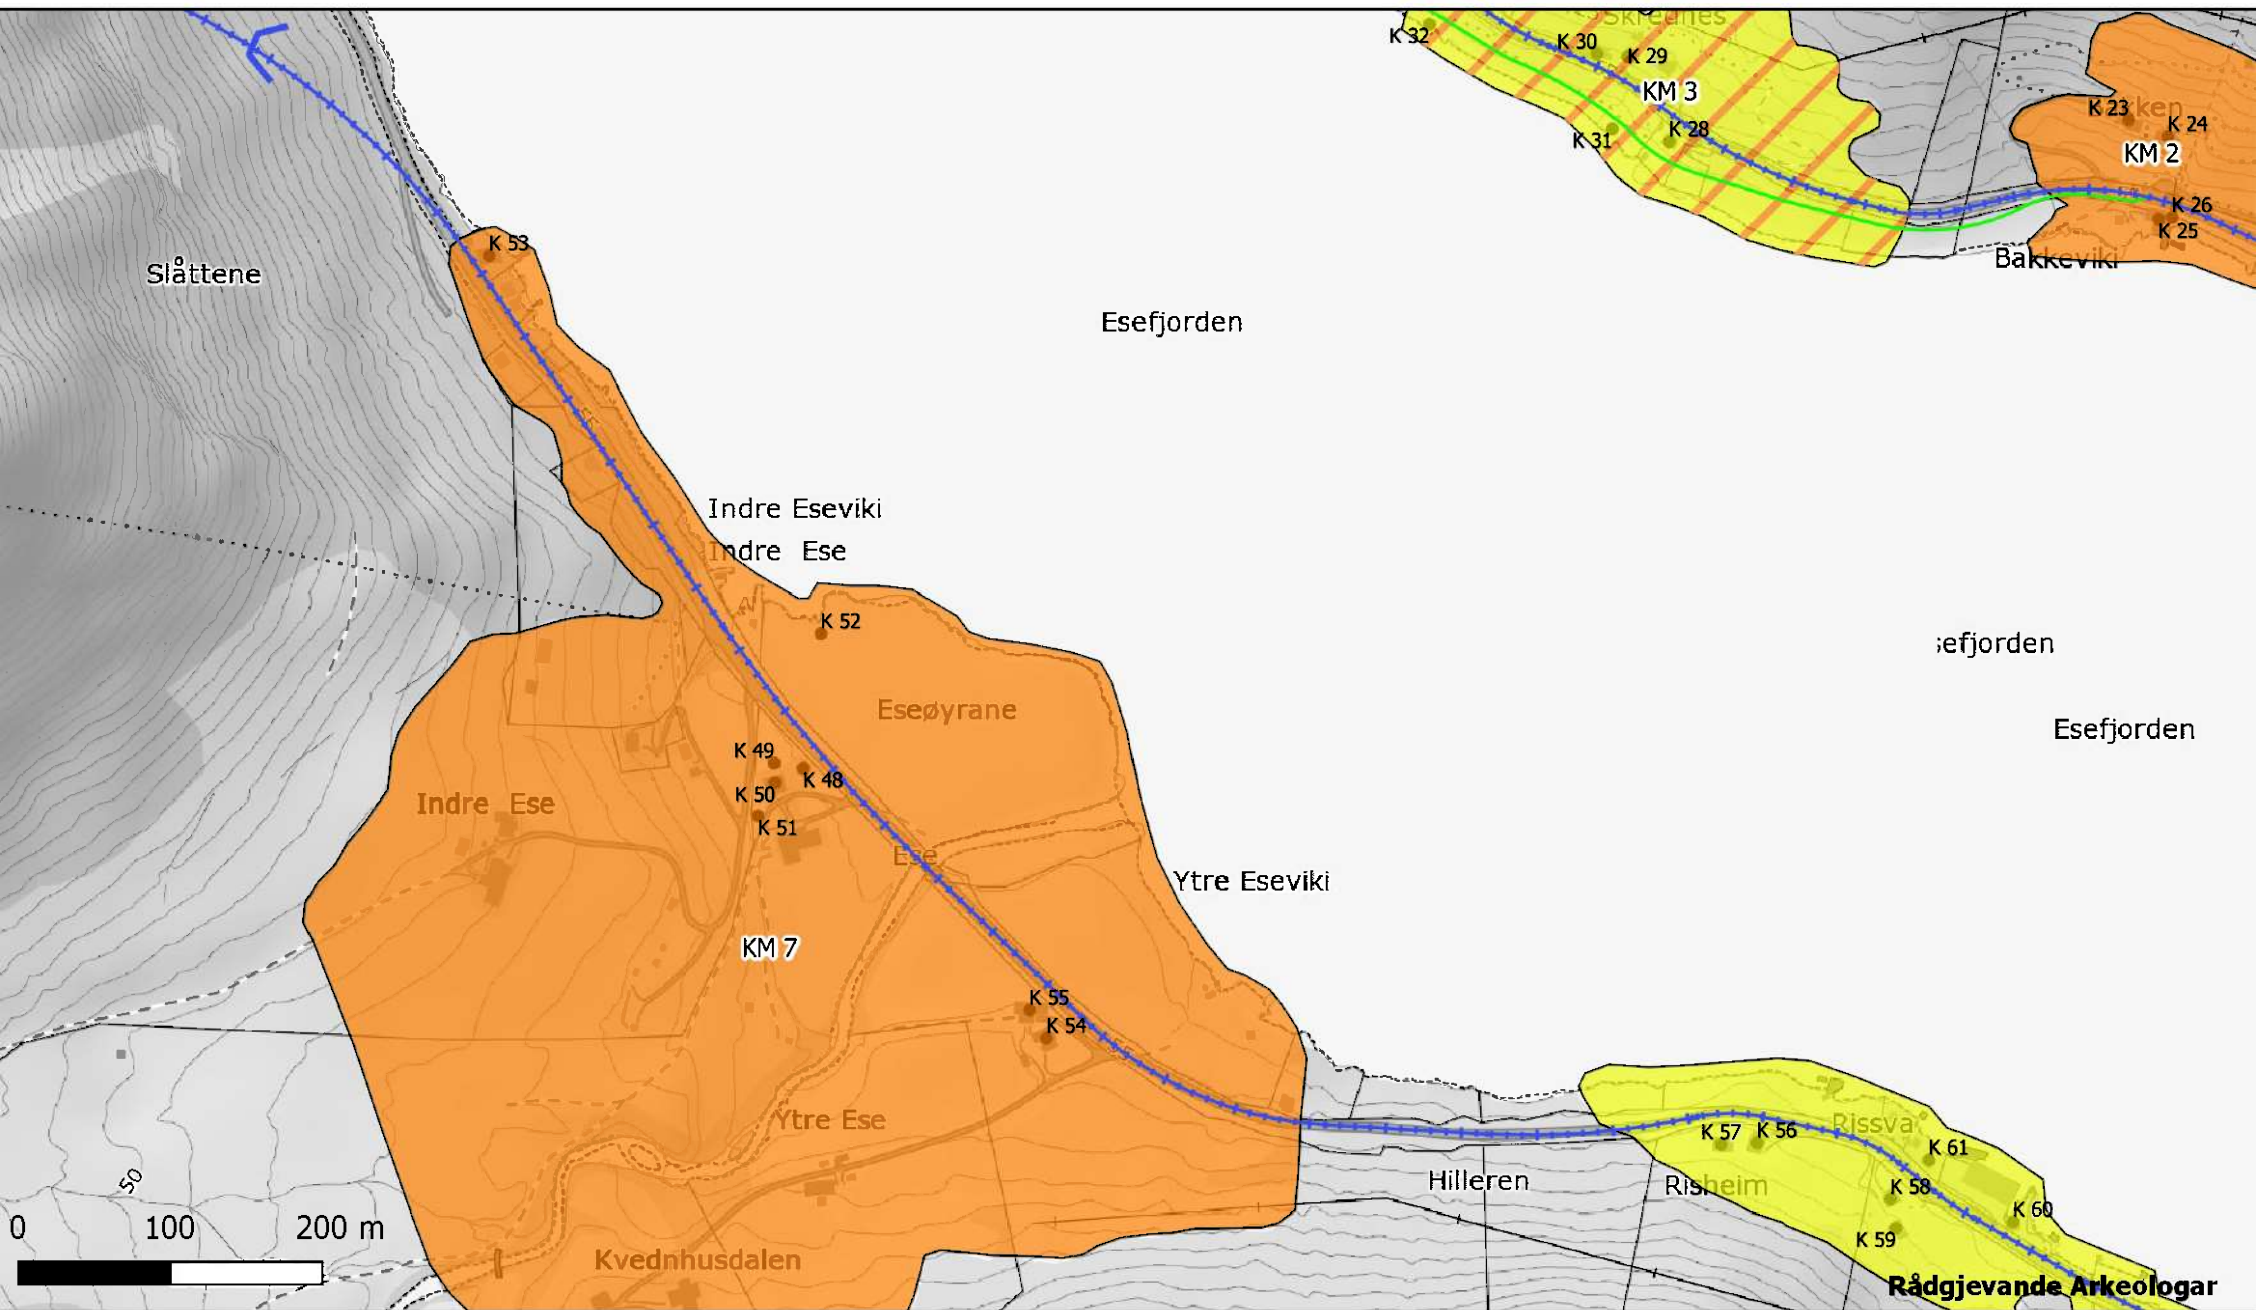 Skrednes
K 32
K 30
K 29
KM 3
K 28
K 31
K 23
K 24
KM 2
K 26
K 25
Bakkeviki
K 53
Slåttene
Esefjorden
Indre Eseviki
Indre Ese
K 52
Esefjorden
Eseøyrane
K 49
K 48
K 50
K 51
Indre Ese
Ese
Ytre Eseviki
KM 7
K 55
K 54
Ytre Ese
K 57
K 56
Rissva
K 61
Hilleren
Risheim
K 58
K 60
K 59
50
0 100 200 m
Kvednhusdalen
Rådgjevande Arkeologar